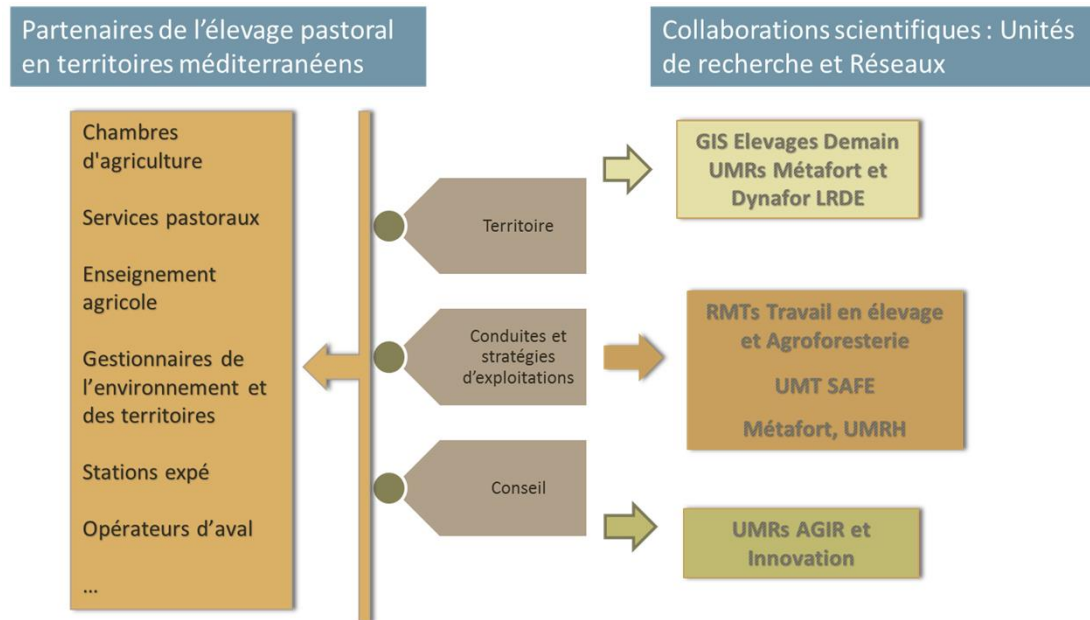 Partenaires de l'élevage pastoral
en territoires méditerranéens
Chambres
d'agriculture
Services pastoraux
Enseignement
agricole
Gestionnaires de
l'environnement et
des territoires
Stations expé
Opérateurs d'aval
...
Territoire
Conduites et
stratégies
d'exploitations
Conseil
Collaborations scientifiques : Unités
de recherche et Réseaux
GIS Elevages Demain
UMRs Métafort et
Dynafor LRDE
RMTs Travail en élevage
et Agroforesterie
UMT SAFE
Métafort, UMRH
UMRs AGIR et
Innovation